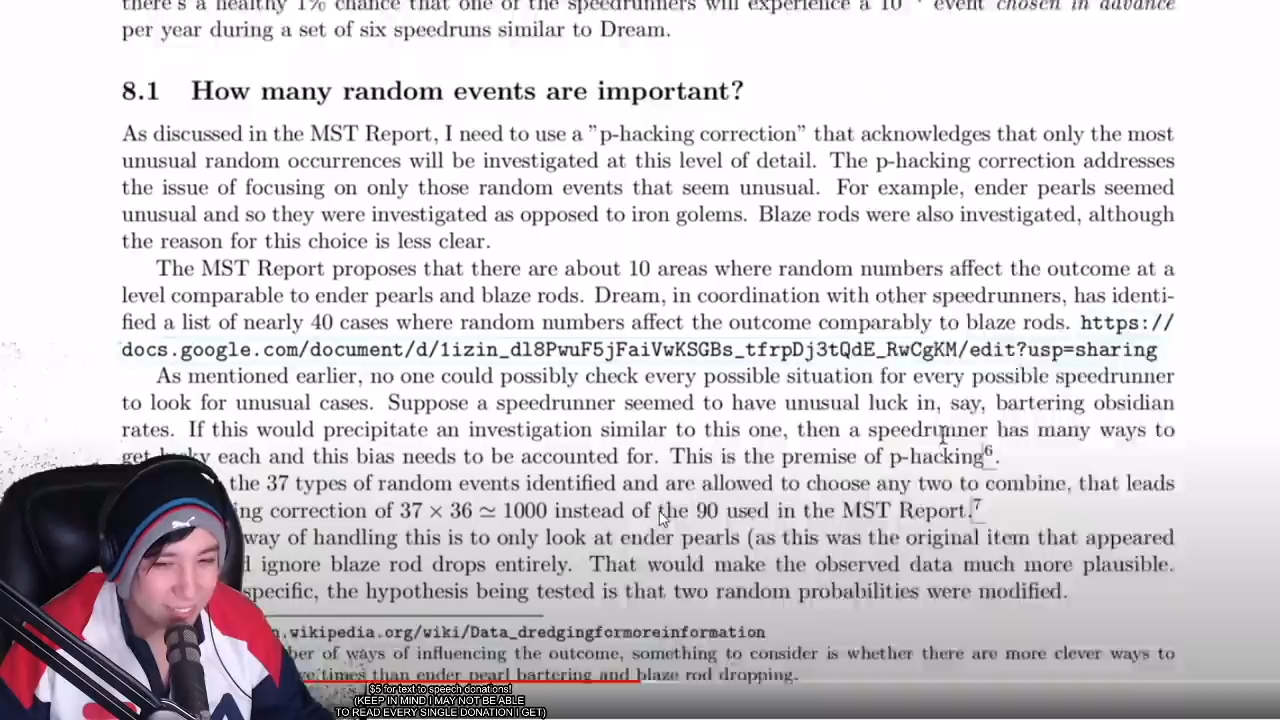 there's a healthy 1% chance that one of the speedrunners will experience a 10 event chosen in advance
per year during a set of six speedruns similar to Dream.
8.1 How many random events are important?
As discussed in the MST Report, I need to use a "p-hacking correction" that acknowledges that only the most
unusual random occurrences will be investigated at this level of detail. The p-hacking correction addresses
the issue of focusing on only those random events that seem unusual. For example, ender pearls seemed
unusual and so they were investigated as opposed to iron golems. Blaze rods were also investigated, although
the reason for this choice is less clear.
The MST Report proposes that there are about 10 areas where random numbers affect the outcome at a
level comparable to ender pearls and blaze rods. Dream, in coordination with other speedrunners, has identi-
fied a list of nearly 40 cases where random numbers affect the outcome comparably to blaze rods. https://
docs.google.com/document/d/1izin_dl8PwuF5jFaiVwKSGBs_tfrpDj3tQdE_RwCgKM/edit?usp=sharing
As mentioned earlier, no one could possibly check every possible situation for every possible speedrunner
to look for unusual cases. Suppose a speedrunner seemed to have unusual luck in, say, bartering obsidian
rates. If this would precipitate an investigation similar to this one, then a speedrunner has many ways to
get lucky each and this bias needs to be accounted for. This is the premise of p-hacking6.
the 37 types of random events identified and are allowed to choose any two to combine, that leads
ing correction of 37 × 36 ≃ 1000 instead of the 90 used in the MST Report.7
way of handling this is to only look at ender pearls (as this was the original item that appeared
ignore blaze rod drops entirely. That would make the observed data much more plausible.
specific, the hypothesis being tested is that two random probabilities were modified.
.wikipedia.org/wiki/Data_dredgingformoreinformation
ber of ways of influencing the outcome, something to consider is whether there are more clever ways to
times than ender pearl bartering and blaze rod dropping.
$5 for text to speech donations!
(KEEP IN MIND I MAY NOT BE ABLE
TO READ EVERY SINGLE DONATION I GET)